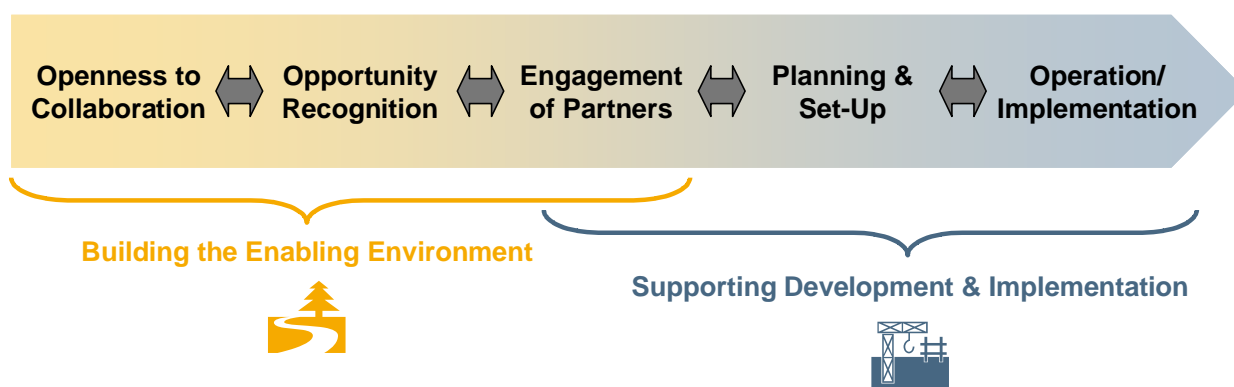 Openness to
Collaboration
Opportunity
Recognition
Engagement
of Partners
Planning &
Set-Up
Operation/
Implementation
Building the Enabling Environment
Supporting Development & Implementation